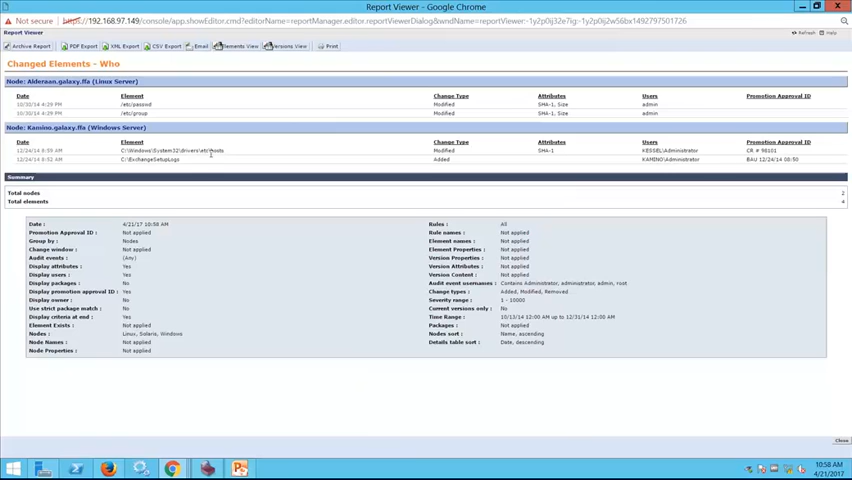 Report Viewer - Google Chrome
Not secure https://192.168.97.149/console/app.showEditor.cmd?editorName=reportManager.editor.reportViewerDialog&wndName=reportViewer:-1y2p0ij32e7ig:-1y2p0ij2w56bx1492797501726
Report Viewer Refresh Help
Archive Report PDF Export XML Export CSV Export Email Elements View Versions View Print
Changed Elements - Who
Node: Alderaan.galaxy.ffa (Linux Server)
Date Element Change Type Attributes Users Promotion Approval ID
10/30/14 4:29 PM /etc/passwd Modified SHA-1, Size admin
10/30/14 4:29 PM /etc/group Modified SHA-1, Size admin
Node: Kamino.galaxy.ffa (Windows Server)
Date Element Change Type Attributes Users Promotion Approval ID
12/24/14 8:59 AM C:\Windows\System32\drivers\etc\hosts Modified SHA-1 KESSEL\Administrator CR # 98101
12/24/14 8:52 AM C:\ExchangeSetupLogs Added KAMINO\Administrator BAU 12/24/14 08:50
Summary
Total nodes 2
Total elements 4
Date : 4/21/17 10:58 AM Rules : All
Promotion Approval ID : Not applied Rule names : Not applied
Group by : Nodes Element names : Not applied
Change window : Not applied Element Properties : Not applied
Audit events : (Any) Version Properties : Not applied
Display attributes : Yes Version Attributes : Not applied
Display users : Yes Version Content : Not applied
Display packages : No Audit event usernames : Contains Administrator, administrator, admin, root
Display promotion approval ID : Yes Change types : Added, Modified, Removed
Display owner : No Severity range : 1 - 10000
Use strict package match : No Current versions only : No
Display criteria at end : Yes Time Range : 10/13/14 12:00 AM up to 12/31/14 12:00 AM
Element Exists : Not applied Packages : Not applied
Nodes : Linux, Solaris, Windows Nodes sort : Name, ascending
Node Names : Not applied Details table sort : Date, descending
Node Properties : Not applied
Close
10:58 AM
4/21/2017